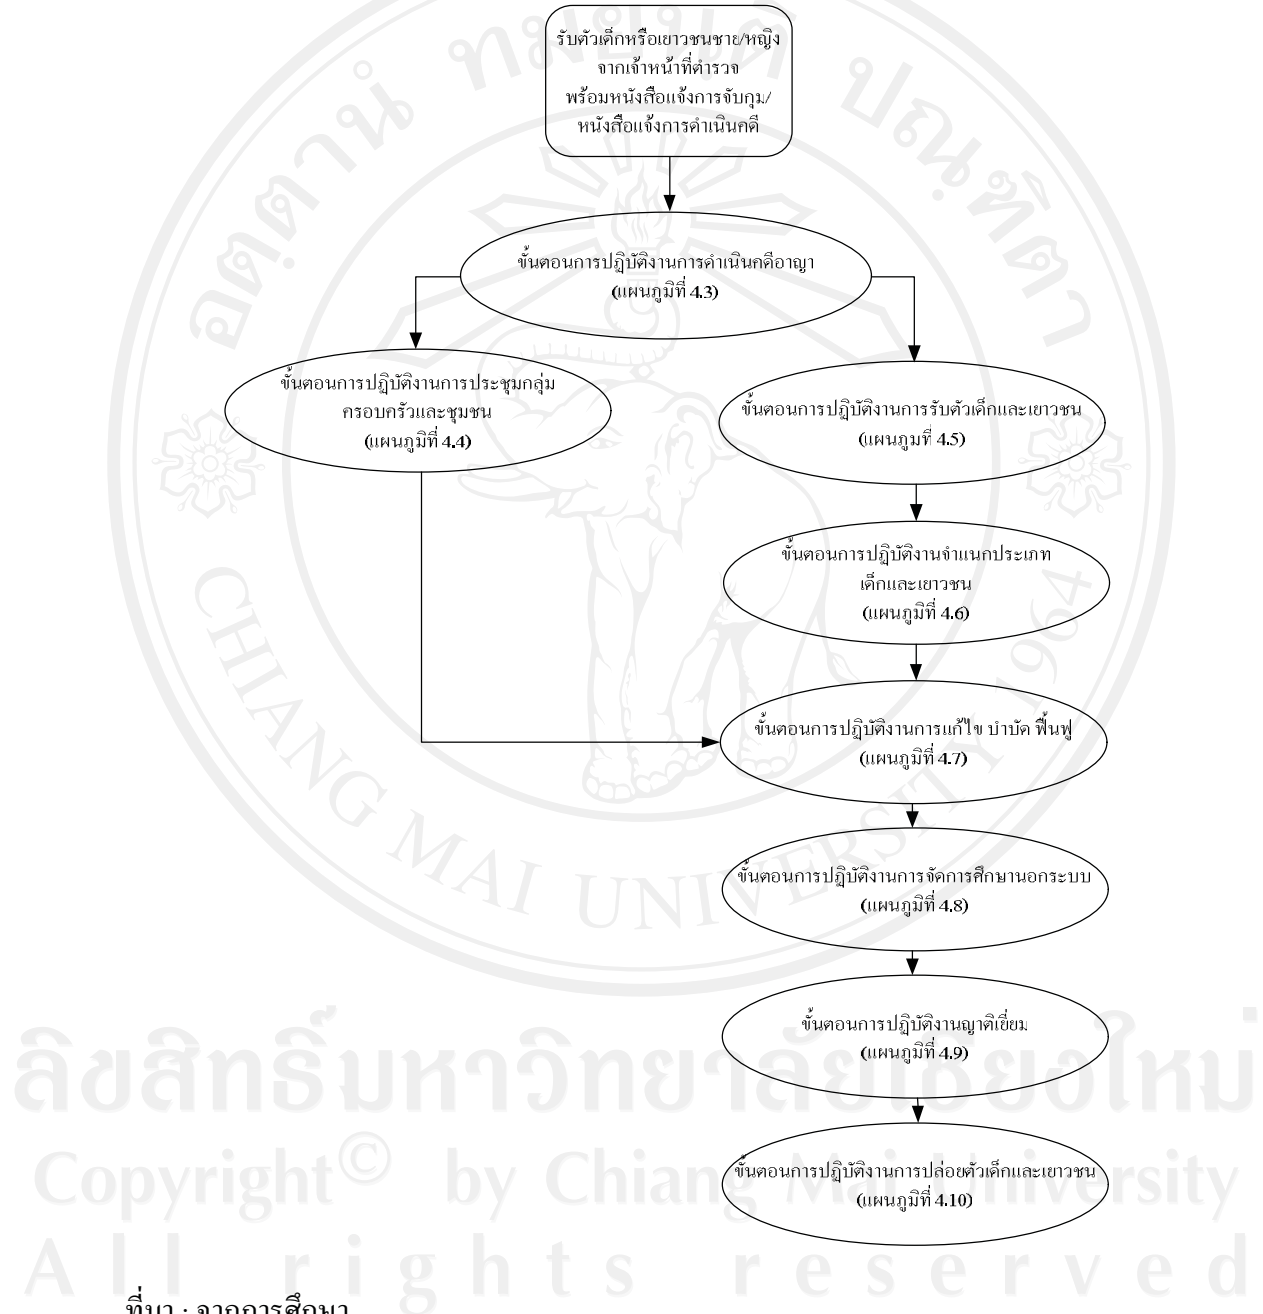 รับตัวเด็กหรือเยาวชนชาย/หญิง
จากเจ้าหน้าที่ตำรวจ
พร้อมหนังสือแจ้งการจับกุม/
หนังสือแจ้งการดำเนินคดี
ขั้นตอนการปฏิบัติงานการดำเนินคดีอาญา
(แผนภูมิที่ 4.3)
ขั้นตอนการปฏิบัติงานการประชุมกลุ่ม
ครอบครัวและชุมชน
(แผนภูมิที่ 4.4)
ขั้นตอนการปฏิบัติงานการรับตัวเด็กและเยาวชน
(แผนภูมที่ 4.5)
ขั้นตอนการปฏิบัติงานจำแนกประเภท
เด็กและเยาวชน
(แผนภูมิที่ 4.6)
ขั้นตอนการปฏิบัติงานการแก้ไข บำบัด ฟื้นฟู
(แผนภูมิที่ 4.7)
ขั้นตอนการปฏิบัติงานการจัดการศึกษานอกระบบ
(แผนภูมิที่ 4.8)
ขั้นตอนการปฏิบัติงานญาติเยี่ยม
(แผนภูมิที่ 4.9)
ขั้นตอนการปฏิบัติงานการปล่อยตัวเด็กและเยาวชน
(แผนภูมิที่ 4.10)
ที่มา : จากการศึกษา
อตฺตานํ ทมยนฺติ ปณฺฑิตา
CHIANG MAI UNIVERSITY 1964
ลิขสิทธิ์มหาวิทยาลัยเชียงใหม่
Copyright© by Chiang Mai University
All rights reserved